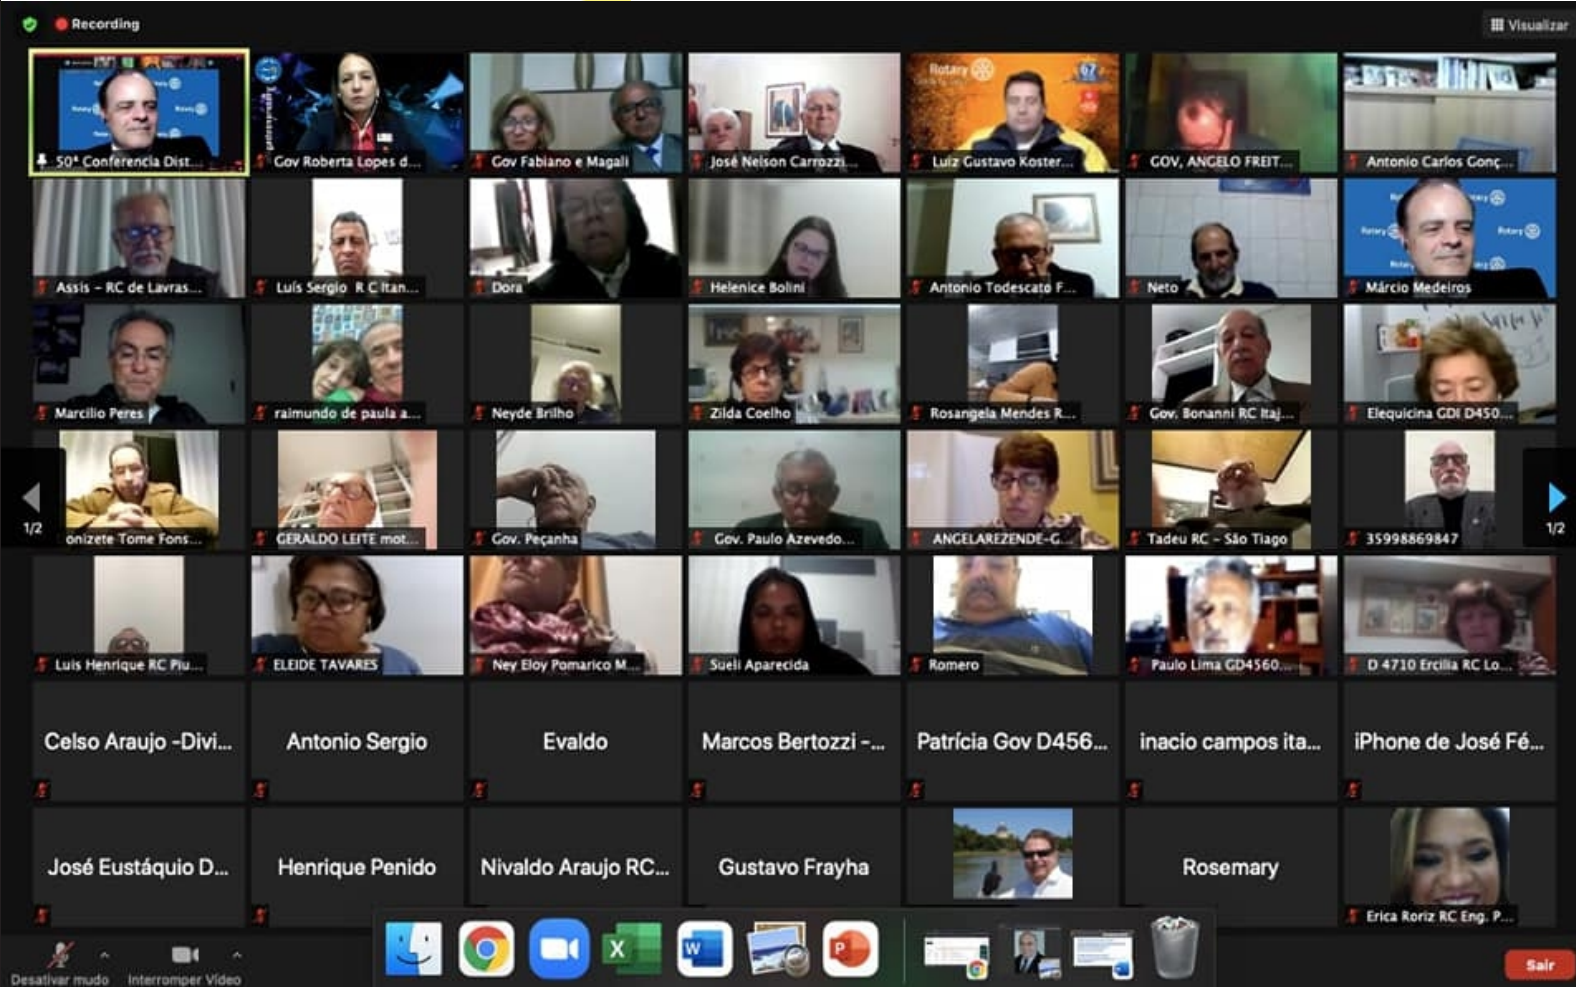 Recording
Visualizar
Rotary
50ª Conferencia Dist...
Gov Roberta Lopes d...
Gov Fabiano e Magali
José Nelson Carrozzi...
Luiz Gustavo Koster...
GOV, ANGELO FREIT...
Antonio Carlos Gonç...
Rotary
Rotary
Assis - RC de Lavras...
Luís Sergio R C Itan...
Dora
Helenice Bolini
Antonio Todescato F...
Neto
Márcio Medeiros
Marcilio Peres
raimundo de paula a...
Neyde Brilho
Zilda Coelho
Rosangela Mendes R...
Gov. Bonanni RC Itaj...
Elequicina GDI D450...
onizete Tome Fons...
GERALDO LEITE mot...
Gov. Peçanha
Gov. Paulo Azevedo...
ANGELAREZENDE-G...
Tadeu RC - São Tiago
35998869847
1/2
1/2
Luis Henrique RC Piu...
ELEIDE TAVARES
Ney Eloy Pomarico M...
Sueli Aparecida
Romero
Paulo Lima GD4560...
D 4710 Ercilia RC Lo...
Celso Araujo -Divi...
Antonio Sergio
Evaldo
Marcos Bertozzi -...
Patrícia Gov D456...
inacio campos ita...
iPhone de José Fé...
José Eustáquio D...
Henrique Penido
Nivaldo Araujo RC...
Gustavo Frayha
Rosemary
Erica Roriz RC Eng. P...
X
W
P
Desativar mudo
Interromper Vídeo
Sair